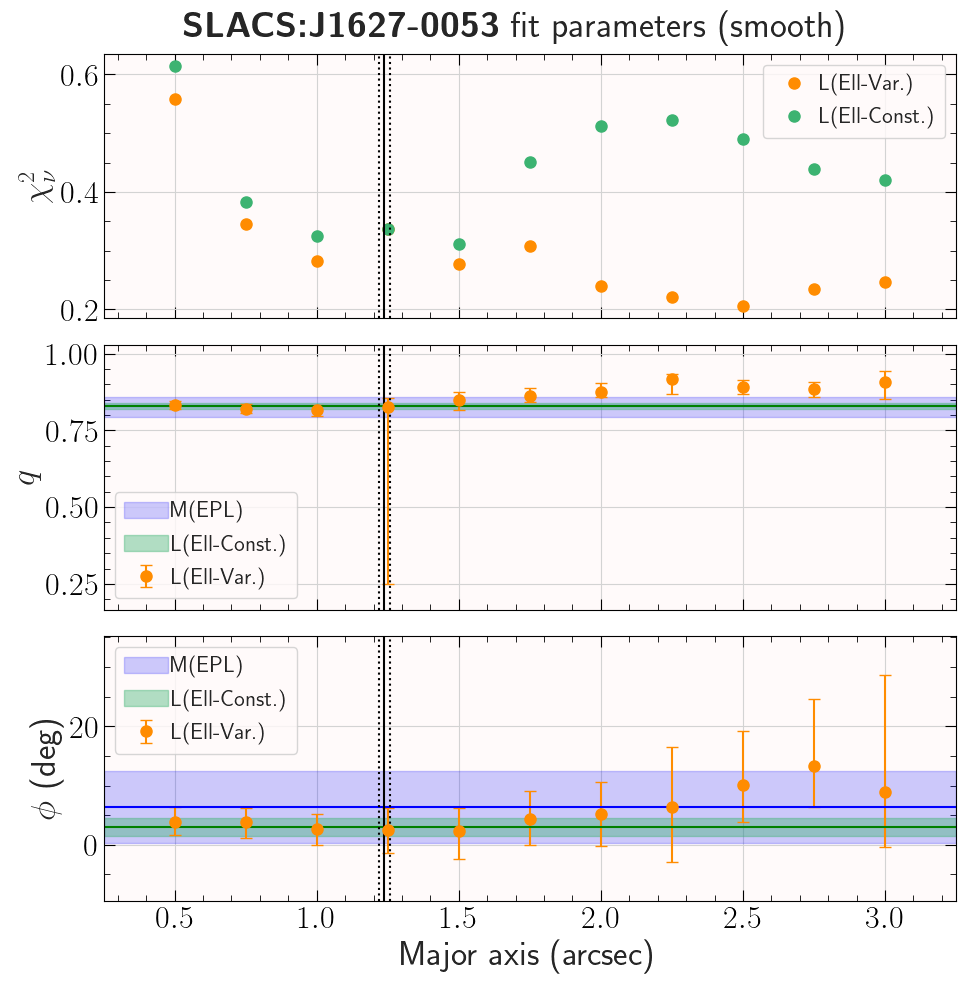 SLACS:J1627-0053 fit parameters (smooth)
L(Ell-Var.)
L(Ell-Const.)
χ²ᵥ
0.6
0.4
0.2
q
1.00
0.75
0.50
0.25
M(EPL)
L(Ell-Const.)
L(Ell-Var.)
ϕ (deg)
20
0
M(EPL)
L(Ell-Const.)
L(Ell-Var.)
0.5 1.0 1.5 2.0 2.5 3.0
Major axis (arcsec)